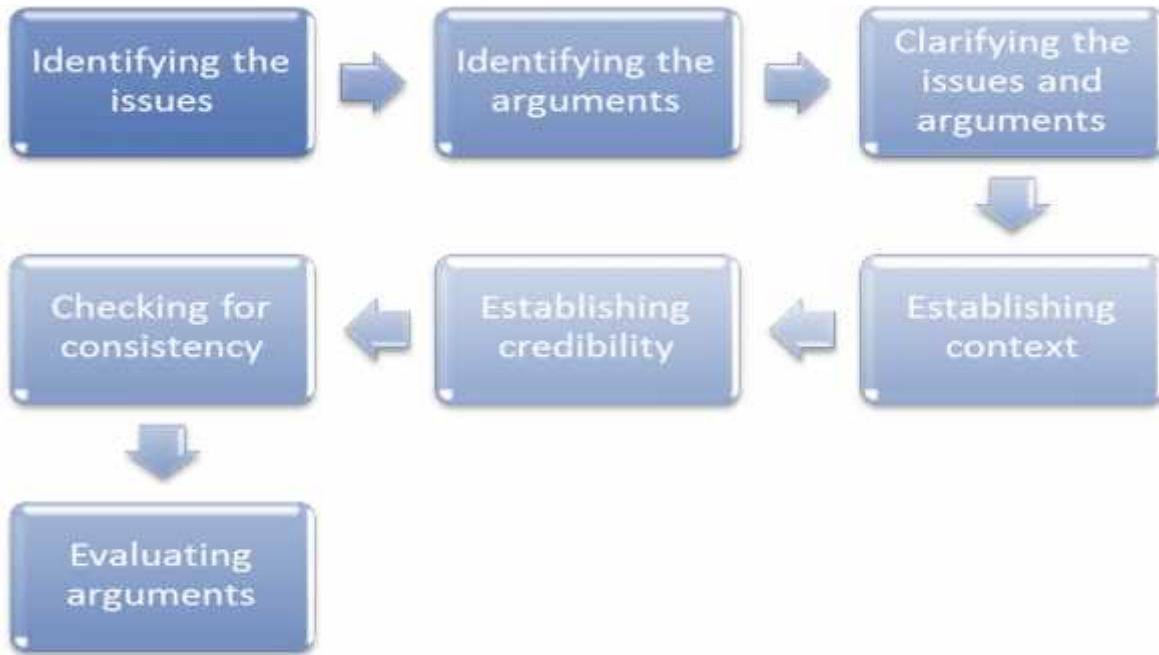 Identifying the
issues
Identifying the
arguments
Clarifying the
issues and
arguments
Establishing
context
Establishing
credibility
Checking for
consistency
Evaluating
arguments